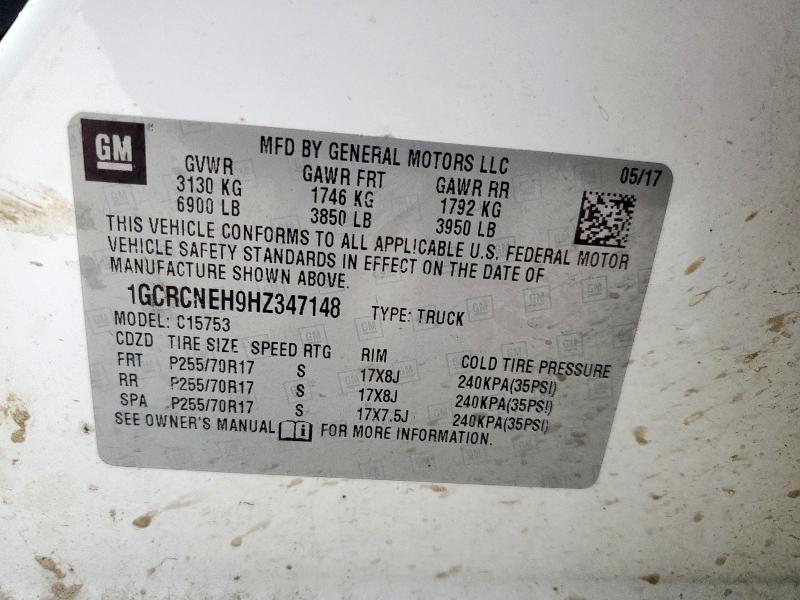 GM
MFD BY GENERAL MOTORS LLC
05/17
GVWR GAWR FRT GAWR RR
3130 KG 1746 KG 1792 KG
6900 LB 3850 LB 3950 LB
THIS VEHICLE CONFORMS TO ALL APPLICABLE U.S. FEDERAL MOTOR
VEHICLE SAFETY STANDARDS IN EFFECT ON THE DATE OF
MANUFACTURE SHOWN ABOVE.
1GCRCNEH9HZ347148 TYPE: TRUCK
MODEL: C15753
CDZD TIRE SIZE SPEED RTG RIM COLD TIRE PRESSURE
FRT P255/70R17 S 17X8J 240KPA(35PSI)
RR P255/70R17 S 17X8J 240KPA(35PSI)
SPA P255/70R17 S 17X7.5J 240KPA(35PSI)
SEE OWNER'S MANUAL i FOR MORE INFORMATION.